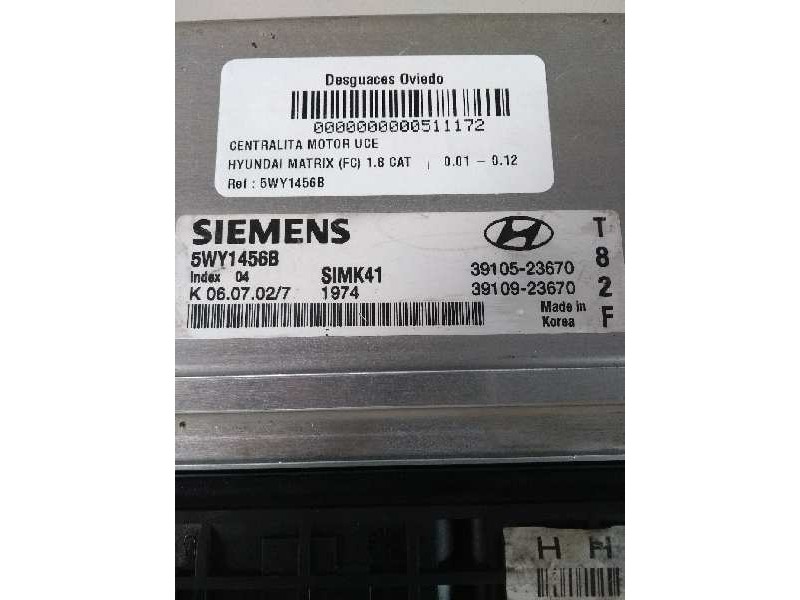 Desguaces Oviedo
0000000000511172
CENTRALITA MOTOR UCE
HYUNDAI MATRIX (FC) 1.8 CAT | 0.01 - 0.12
Ref : 5WY1456B
SIEMENS
5WY1456B
Index 04 SIMK41 39105-23670
K 06.07.02/7 1974 39109-23670
Made in
Korea
T
8
2
F
H H